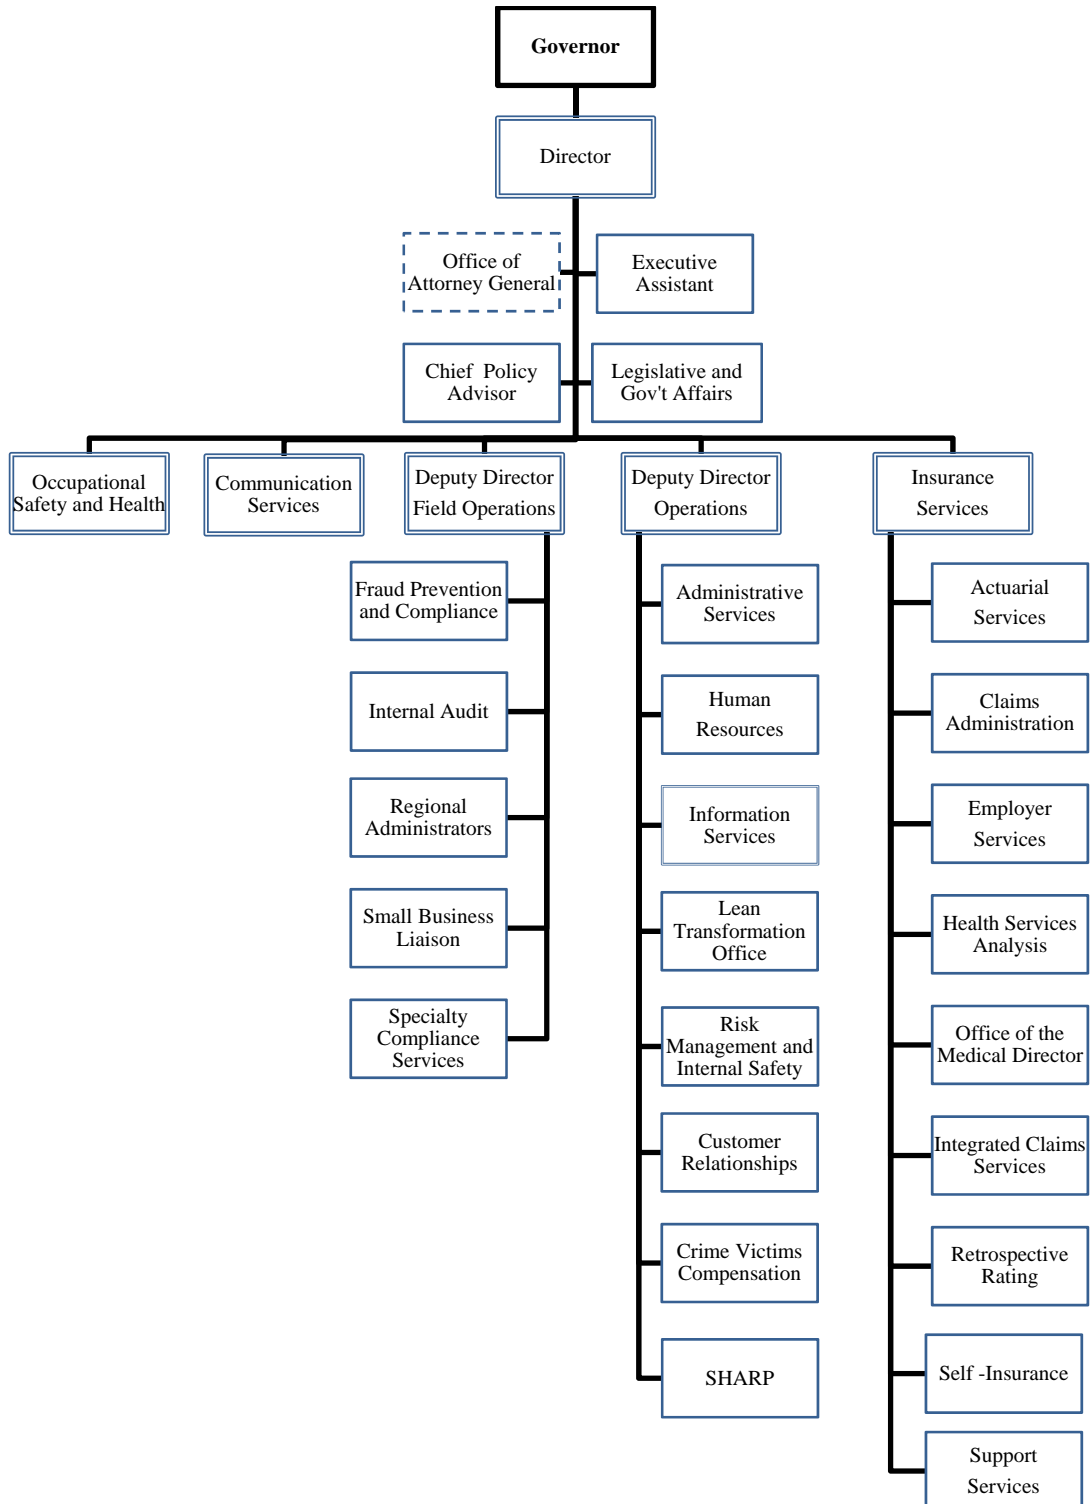 Governor
Director
Office of
Attorney General
Executive
Assistant
Chief Policy
Advisor
Legislative and
Gov't Affairs
Occupational
Safety and Health
Communication
Services
Deputy Director
Field Operations
Deputy Director
Operations
Insurance
Services
Fraud Prevention
and Compliance
Internal Audit
Regional
Administrators
Small Business
Liaison
Specialty
Compliance
Services
Administrative
Services
Human
Resources
Information
Services
Lean
Transformation
Office
Risk
Management and
Internal Safety
Customer
Relationships
Crime Victims
Compensation
SHARP
Actuarial
Services
Claims
Administration
Employer
Services
Health Services
Analysis
Office of the
Medical Director
Integrated Claims
Services
Retrospective
Rating
Self -Insurance
Support
Services